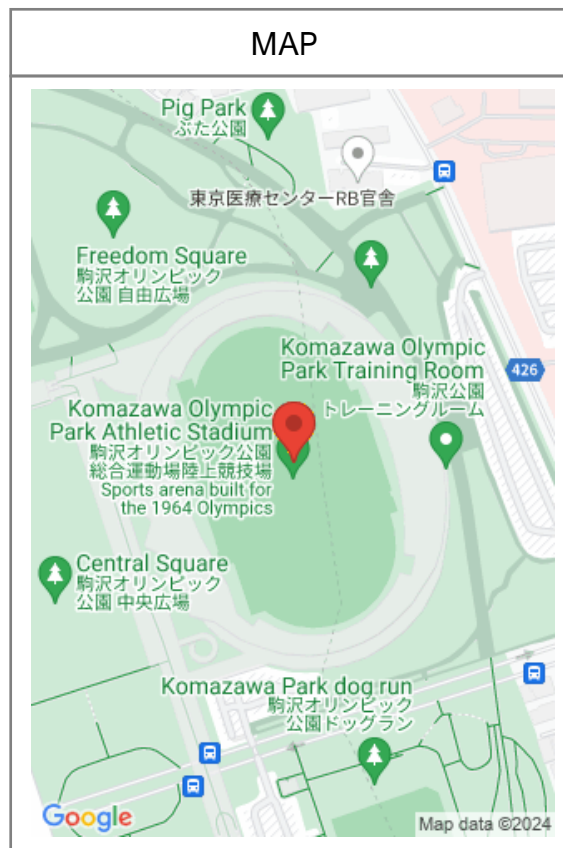 MAP
Pig Park
ぶた公園
東京医療センターRB官舎
Freedom Square
駒沢オリンピック
公園 自由広場
Komazawa Olympic
Park Training Room
駒沢公園
トレーニングルーム
426
Komazawa Olympic
Park Athletic Stadium
駒沢オリンピック公園
総合運動場陸上競技場
Sports arena built for
the 1964 Olympics
Central Square
駒沢オリンピック
公園 中央広場
Komazawa Park dog run
駒沢オリンピック
公園ドッグラン
Google
Map data ©2024